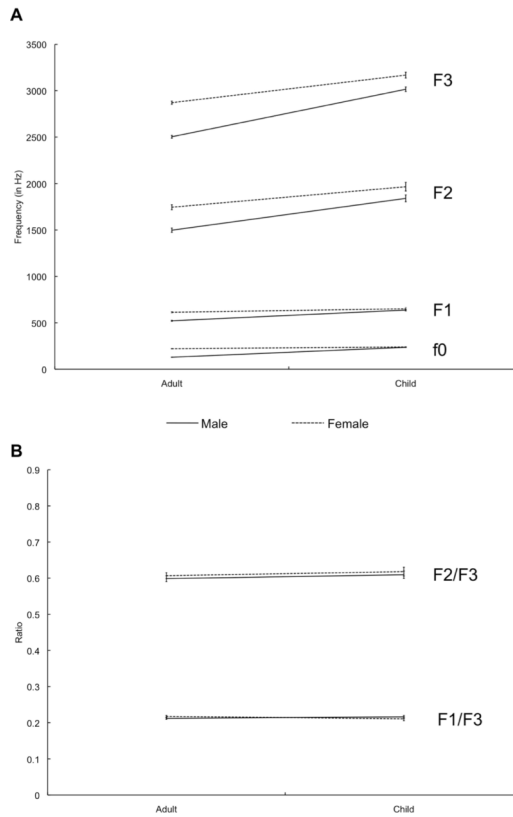 A
3500
3000
2500
2000
1500
1000
500
0
Frequency (in Hz)
F3
F2
F1
f0
Adult Child
Male Female
B
0.9
0.8
0.7
0.6
0.5
0.4
0.3
0.2
0.1
0
Ratio
F2/F3
F1/F3
Adult Child